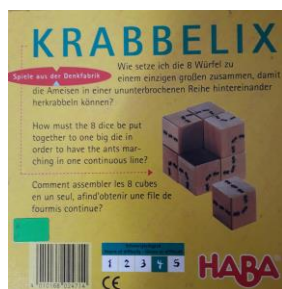 KRABBELIX
Spiele aus der Denkfabrik
Wie setze ich die 8 Würfel zu
einem einzigen großen zusammen, damit
die Ameisen in einer ununterbrochenen Reihe hintereinander
herkrabbeln können?
How must the 8 dice be put
together to one big die in
order to have the ants mar-
ching in one continuous line?
Comment assembler les 8 cubes
en un seul, afind'obtenir une file de
fourmis continue?
1 2 3 4 5
CE
HABA